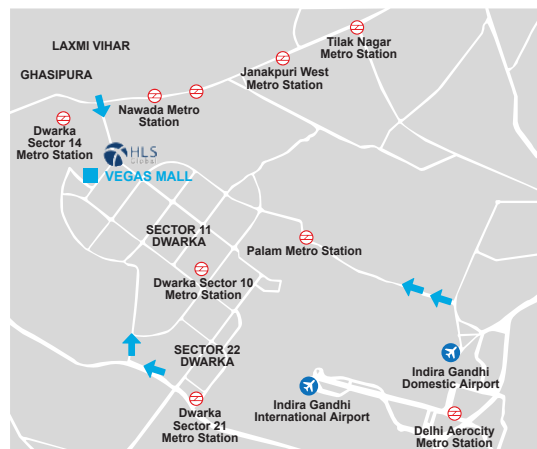 LAXMI VIHAR
GHASIPURA
Tilak Nagar
Metro Station
Janakpuri West
Metro Station
Nawada Metro
Station
Dwarka
Sector 14
Metro Station
HLS
Global
VEGAS MALL
SECTOR 11
DWARKA
Palam Metro Station
Dwarka Sector 10
Metro Station
SECTOR 22
DWARKA
Indira Gandhi
Domestic Airport
Indira Gandhi
International Airport
Dwarka
Sector 21
Metro Station
Delhi Aerocity
Metro Station